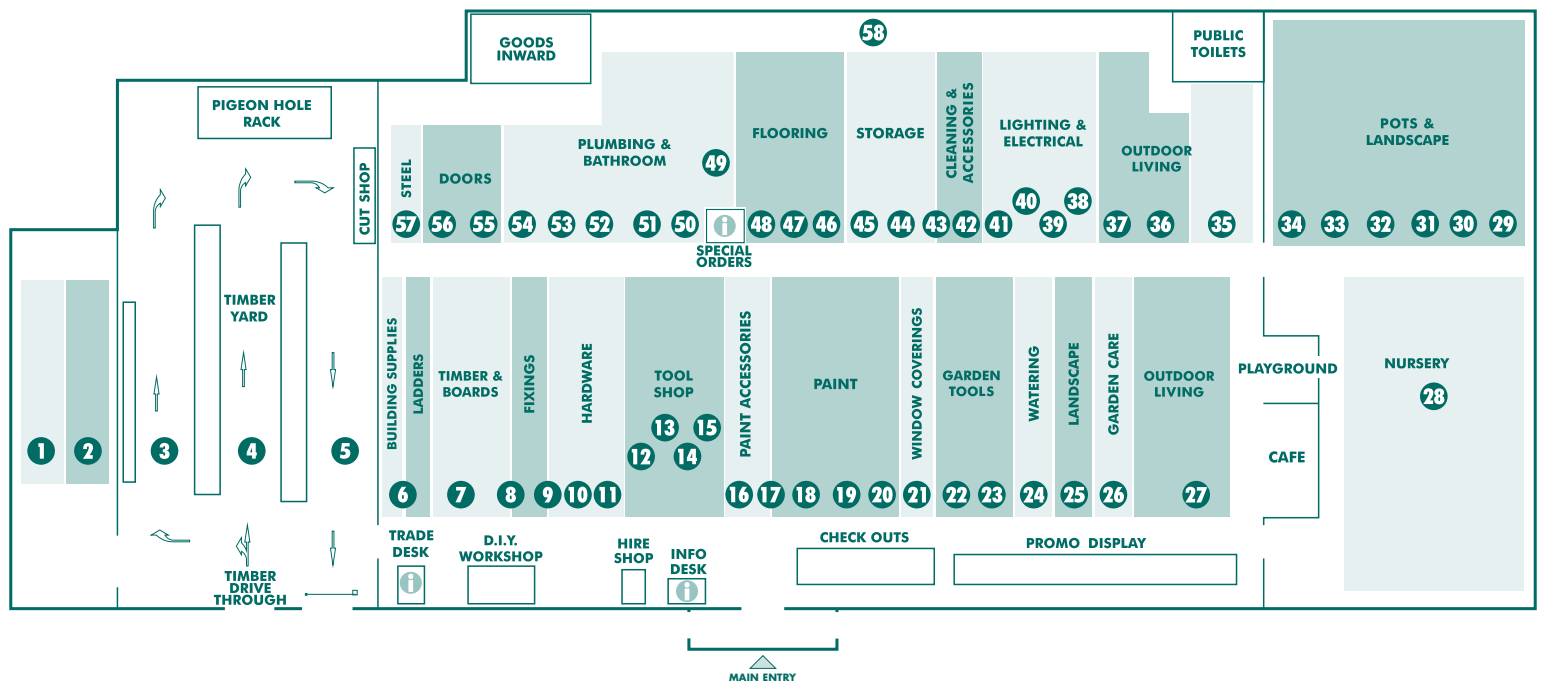 GOODS
INWARD
58
PUBLIC
TOILETS
PIGEON HOLE
RACK
CUT SHOP
STEEL
DOORS
PLUMBING &
BATHROOM
49
FLOORING
STORAGE
CLEANING &
ACCESSORIES
LIGHTING &
ELECTRICAL
OUTDOOR
LIVING
POTS &
LANDSCAPE
40
38
57
56
55
54
53
52
51
50
i
48
47
46
45
44
43
42
41
39
37
36
35
34
33
32
31
30
29
SPECIAL
ORDERS
TIMBER
YARD
BUILDING SUPPLIES
LADDERS
TIMBER &
BOARDS
FIXINGS
HARDWARE
TOOL
SHOP
PAINT ACCESSORIES
PAINT
WINDOW COVERINGS
GARDEN
TOOLS
WATERING
LANDSCAPE
GARDEN CARE
OUTDOOR
LIVING
PLAYGROUND
NURSERY
28
13
15
12
14
CAFE
1
2
3
4
5
6
7
8
9
10
11
16
17
18
19
20
21
22
23
24
25
26
27
TRADE
DESK
i
D.I.Y.
WORKSHOP
HIRE
SHOP
INFO
DESK
i
CHECK OUTS
PROMO DISPLAY
TIMBER
DRIVE
THROUGH
MAIN ENTRY